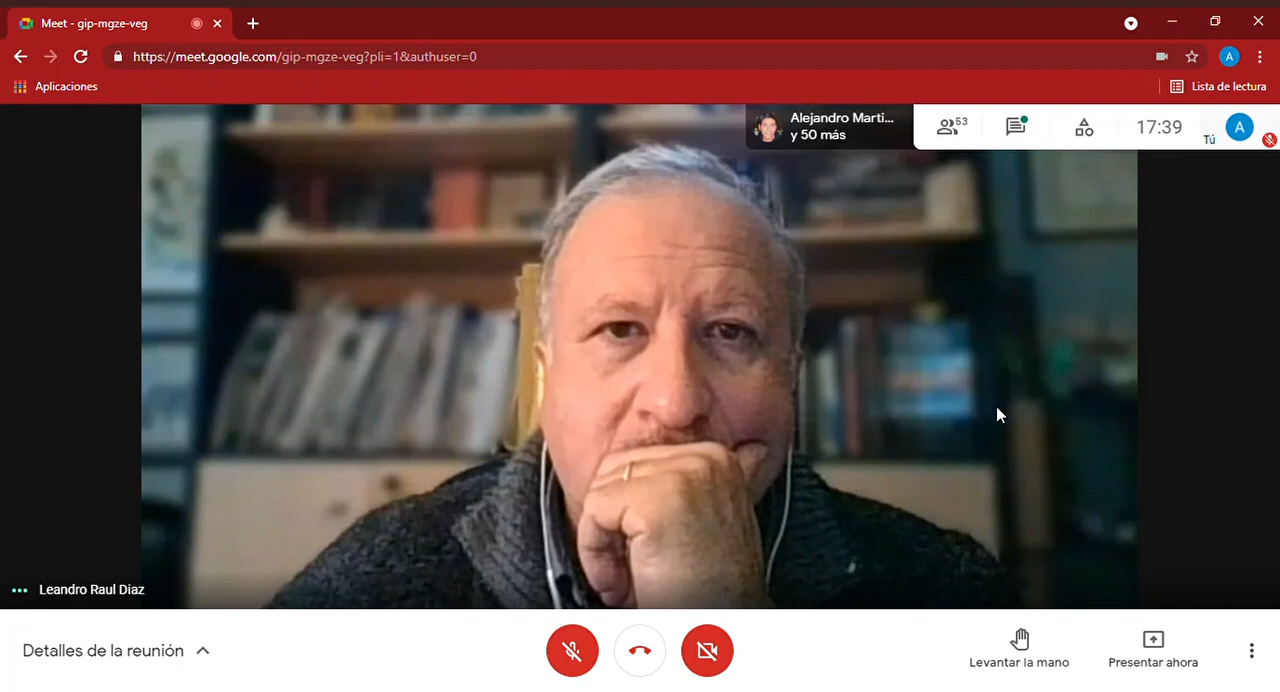 Meet - gip-mgze-veg
https://meet.google.com/gip-mgze-veg?pli=1&authuser=0
A
Aplicaciones
Lista de lectura
Alejandro Marti...
y 50 más
53
17:39
Tú
A
Leandro Raul Diaz
Detalles de la reunión
Levantar la mano
Presentar ahora